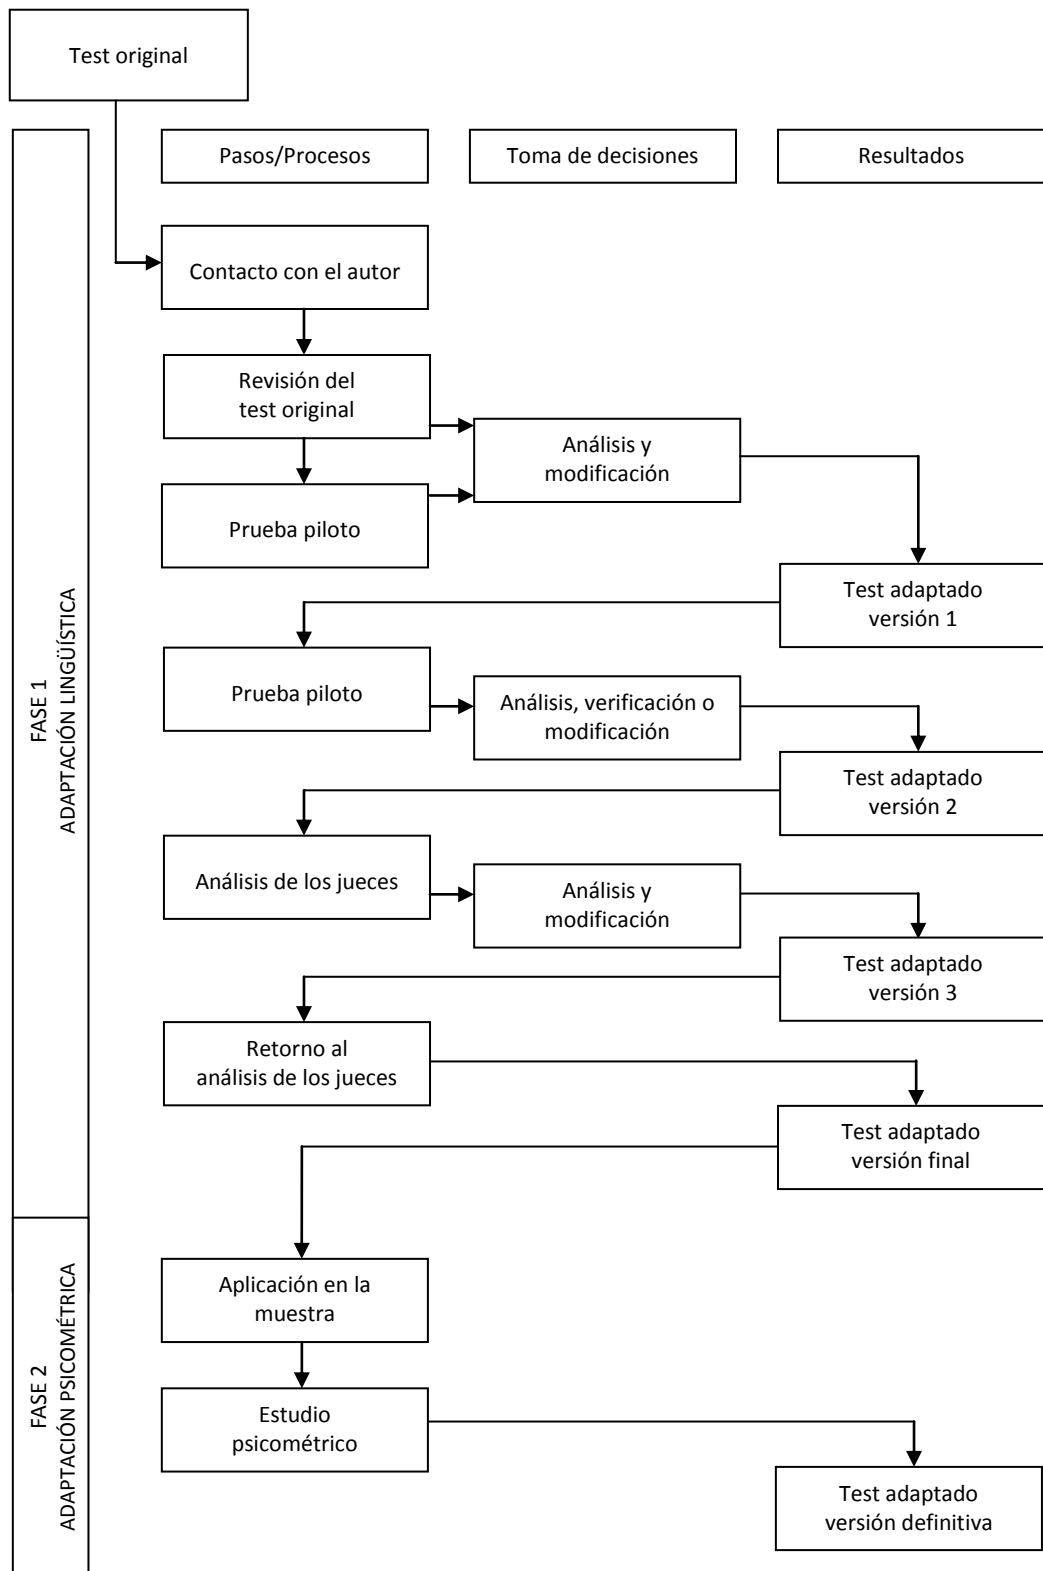 Test original
Pasos/Procesos
Toma de decisiones
Resultados
FASE 1
ADAPTACIÓN LINGÜÍSTICA
Contacto con el autor
Revisión del
test original
Análisis y
modificación
Prueba piloto
Test adaptado
versión 1
Prueba piloto
Análisis, verificación o
modificación
Test adaptado
versión 2
Análisis de los jueces
Análisis y
modificación
Test adaptado
versión 3
Retorno al
análisis de los jueces
Test adaptado
versión final
FASE 2
ADAPTACIÓN PSICOMÉTRICA
Aplicación en la
muestra
Estudio
psicométrico
Test adaptado
versión definitiva